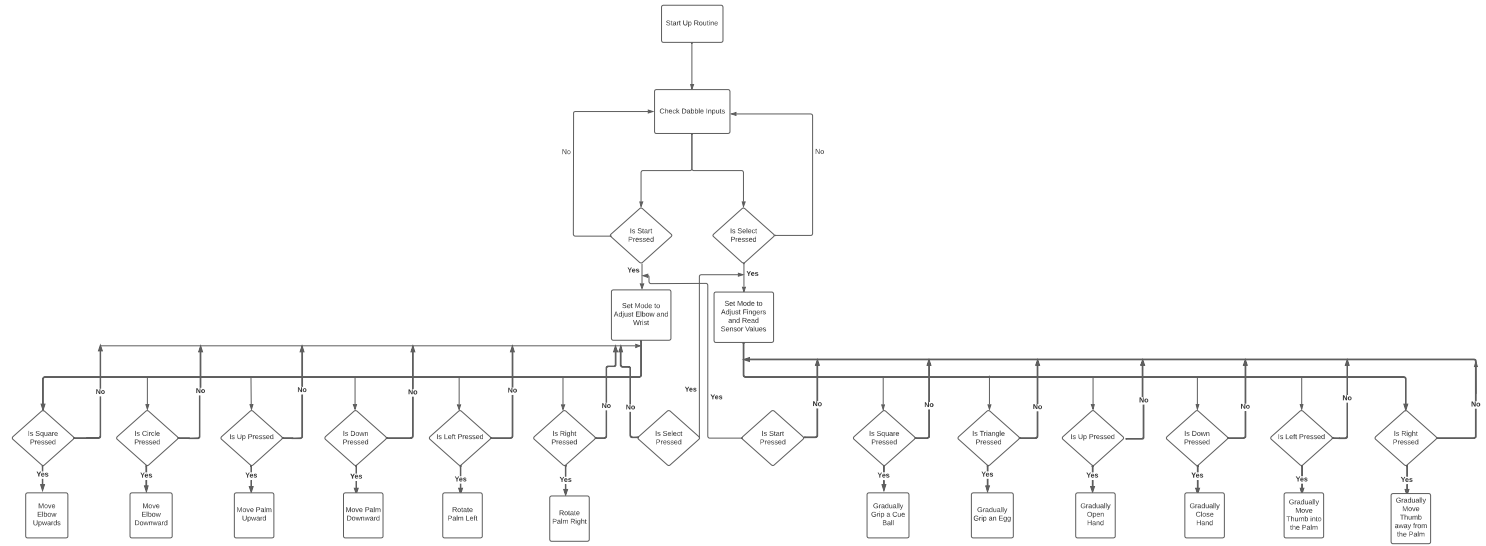 Start Up Routine
Check Dabble Inputs
No
No
Is Start
Pressed
Is Select
Pressed
Yes
Yes
Set Mode to
Adjust Elbow and
Wrist
Set Mode to
Adjust Fingers
and Read
Sensor Values
No
No
No
No
No
No
No
Yes
Yes
No
No
No
No
No
No
No
Is Square
Pressed
Is Circle
Pressed
Is Up Pressed
Is Down
Pressed
Is Left Pressed
Is Right
Pressed
Is Select
Pressed
Is Start
Pressed
Is Square
Pressed
Is Triangle
Pressed
Is Up Pressed
Is Down
Pressed
Is Left Pressed
Is Right
Pressed
Yes
Yes
Yes
Yes
Yes
Yes
Yes
Yes
Yes
Yes
Yes
Yes
Move
Elbow
Upwards
Move
Elbow
Downward
Move Palm
Upward
Move Palm
Downward
Rotate
Palm Left
Rotate
Palm Right
Gradually
Grip a Cue
Ball
Gradually
Grip an Egg
Gradually
Open
Hand
Gradually
Close
Hand
Gradually
Move
Thumb into
the Palm
Gradually
Move
Thumb
away from
the Palm